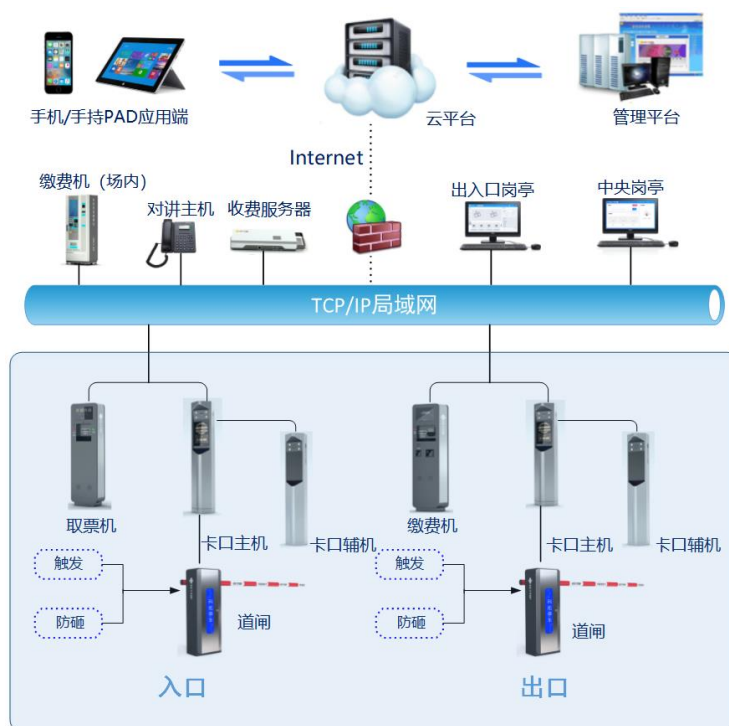 手机/手持PAD应用端
云平台
管理平台
Internet
缴费机（场内）
对讲主机
收费服务器
出入口岗亭
中央岗亭
TCP/IP局域网
取票机
卡口主机
卡口辅机
触发
防砸
道闸
入口
缴费机
卡口主机
卡口辅机
触发
防砸
道闸
出口